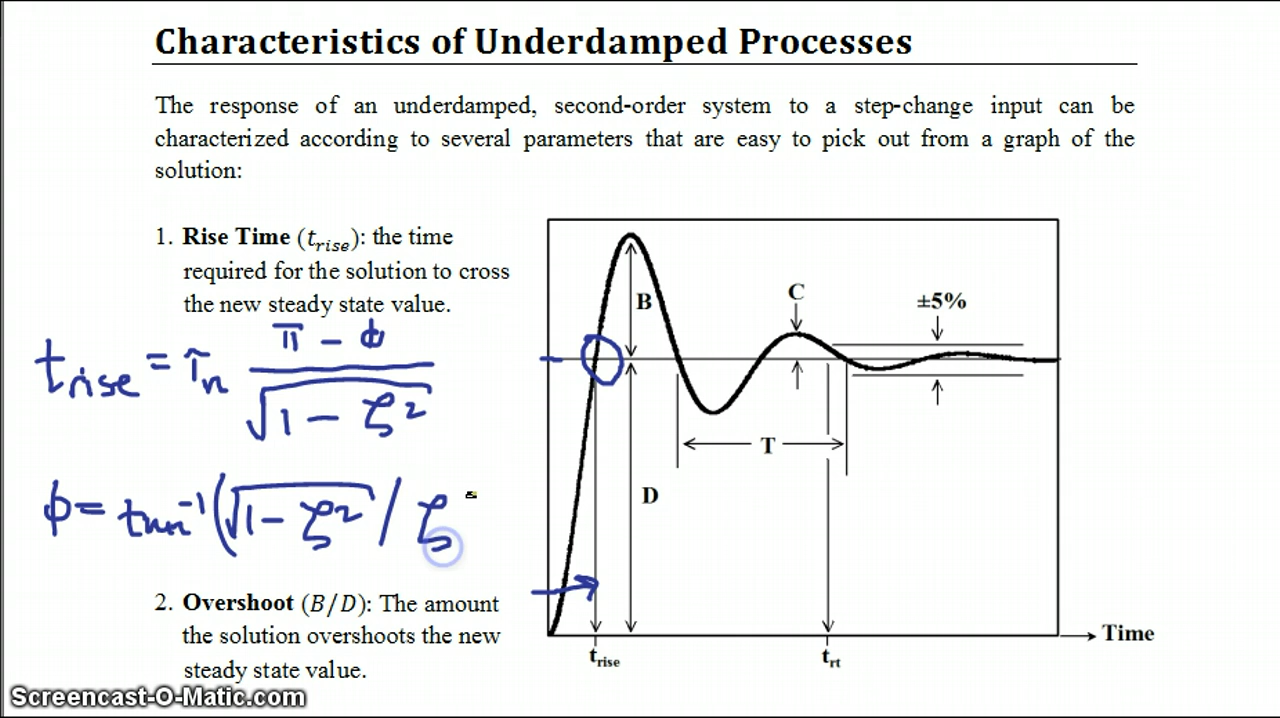 Characteristics of Underdamped Processes
The response of an underdamped, second-order system to a step-change input can be
characterized according to several parameters that are easy to pick out from a graph of the
solution:
1. Rise Time (t_rise): the time
required for the solution to cross
the new steady state value.
t_rise = τ_n (π - ϕ) / √(1 - ζ²)
ϕ = tan⁻¹(√(1 - ζ²) / ζ
2. Overshoot (B/D): The amount
the solution overshoots the new
steady state value.
B
C
±5%
T
D
t_rise
t_rt
Time
Screencast-O-Matic.com